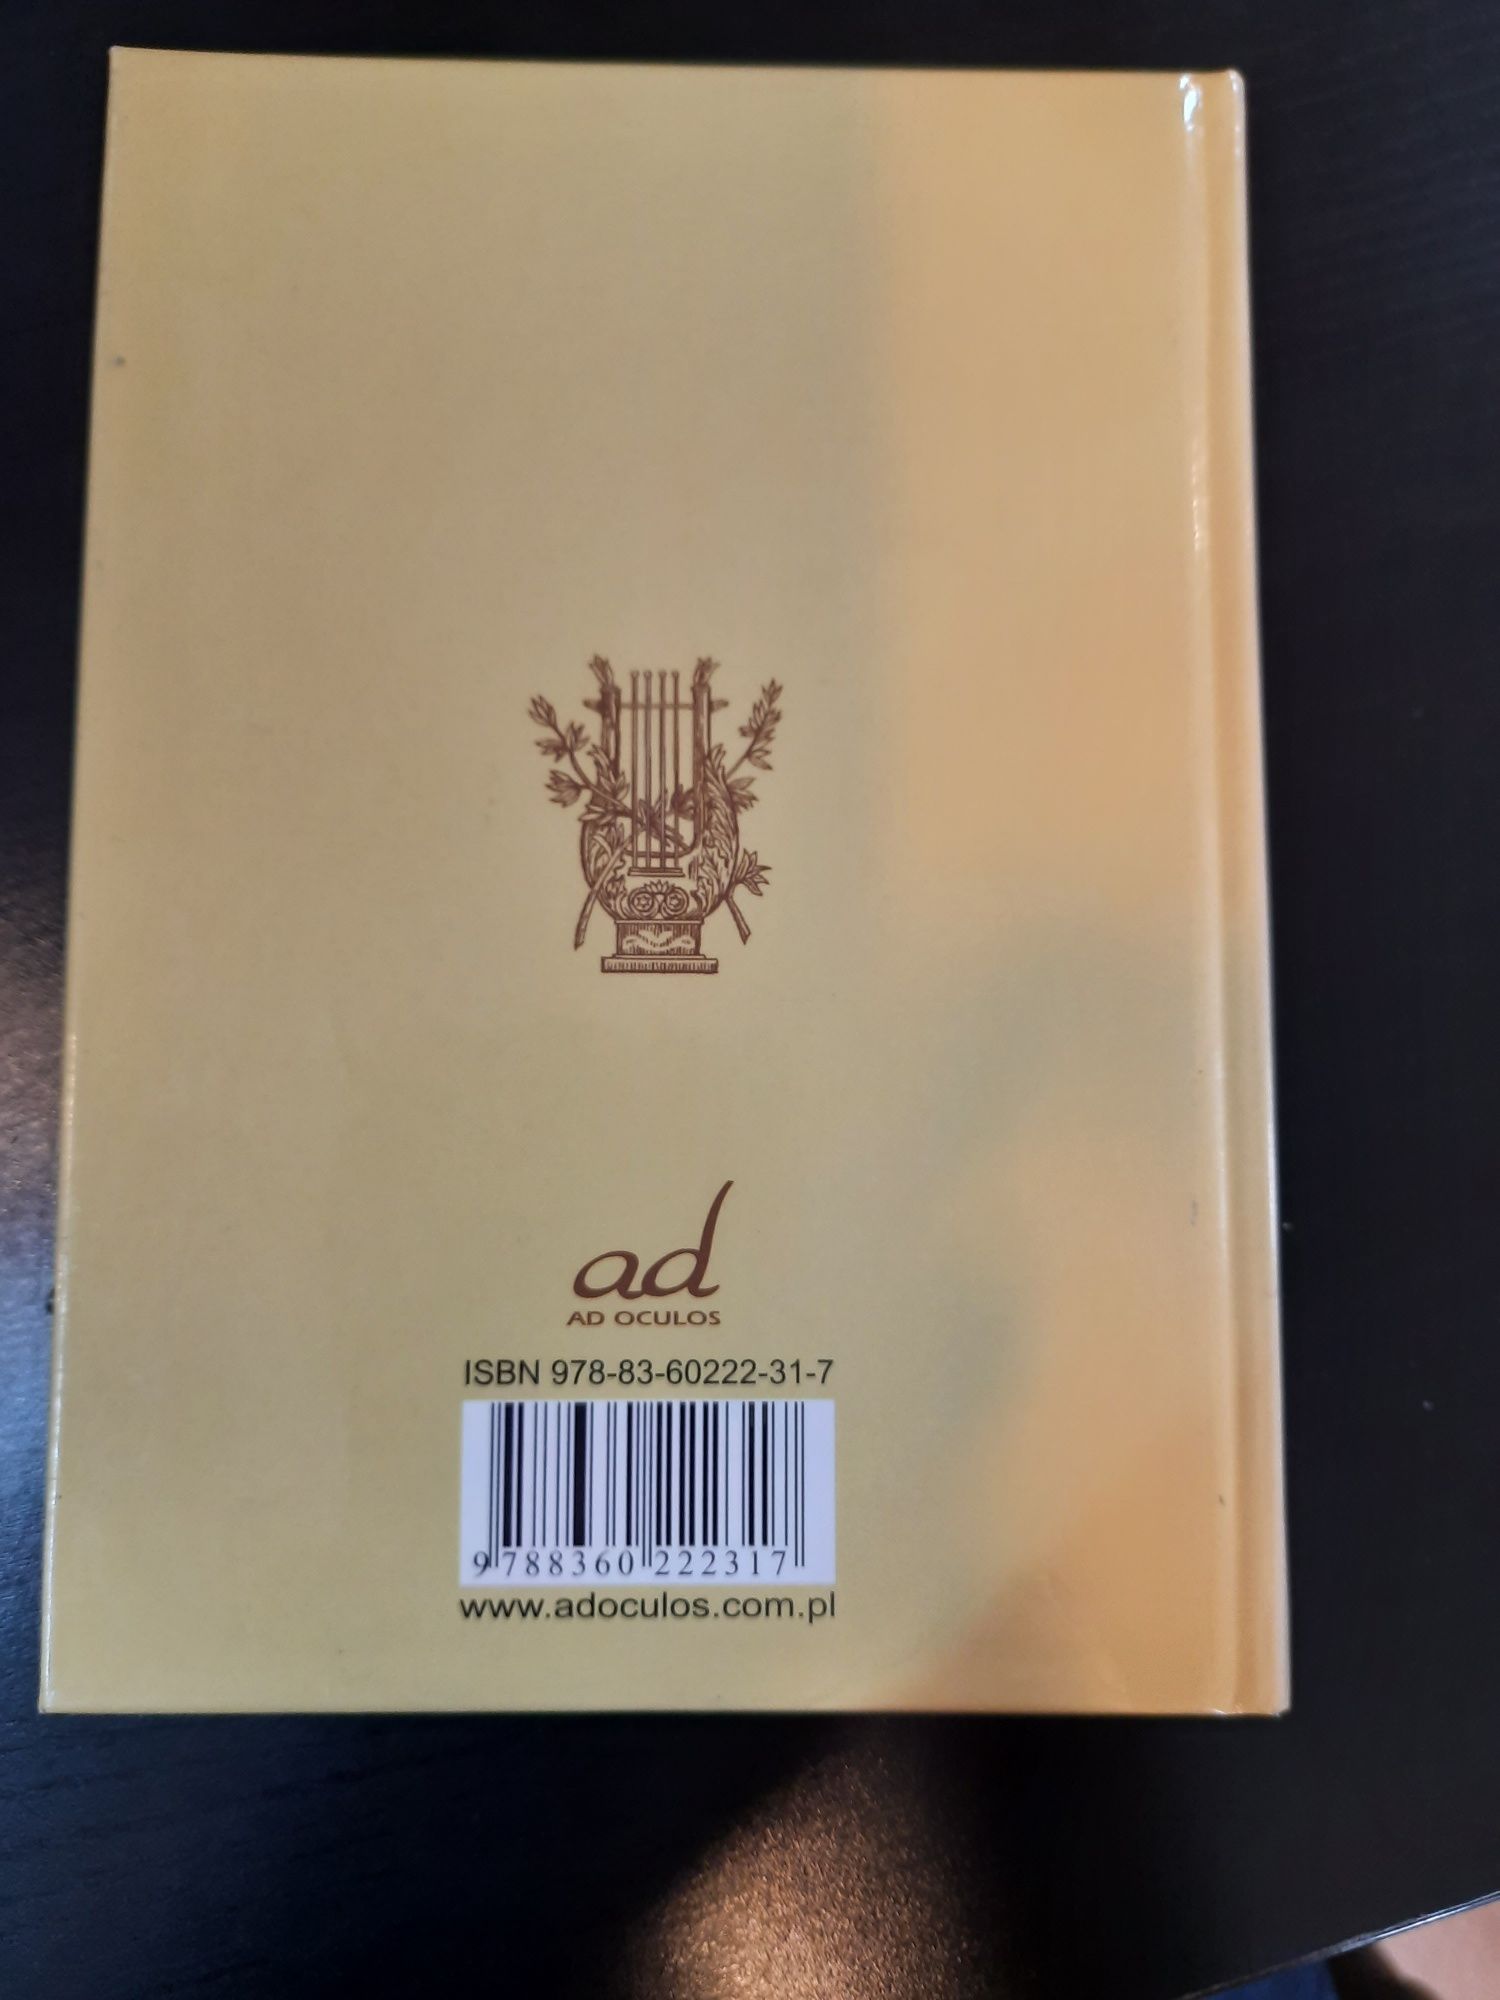 ad
AD OCULOS
ISBN 978-83-60222-31-7
9 788360 222317
www.adoculos.com.pl